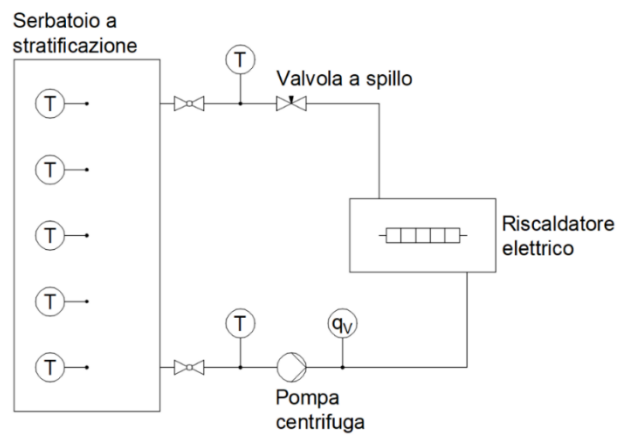 Serbatoio a
stratificazione
T
Valvola a spillo
T
T
T
Riscaldatore
elettrico
T
T
T
qV
T
Pompa
centrifuga